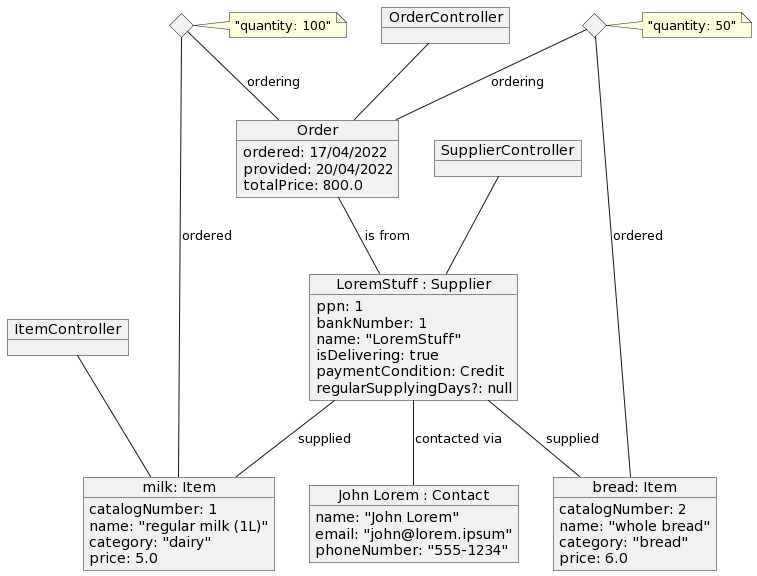 "quantity: 100"
OrderController
"quantity: 50"
ordering
ordering
Order
ordered: 17/04/2022
provided: 20/04/2022
totalPrice: 800.0
SupplierController
ordered
is from
ordered
LoremStuff : Supplier
ppn: 1
bankNumber: 1
name: "LoremStuff"
isDelivering: true
paymentCondition: Credit
regularSupplyingDays?: null
ItemController
supplied
contacted via
supplied
milk: Item
catalogNumber: 1
name: "regular milk (1L)"
category: "dairy"
price: 5.0
John Lorem : Contact
name: "John Lorem"
email: "john@lorem.ipsum"
phoneNumber: "555-1234"
bread: Item
catalogNumber: 2
name: "whole bread"
category: "bread"
price: 6.0